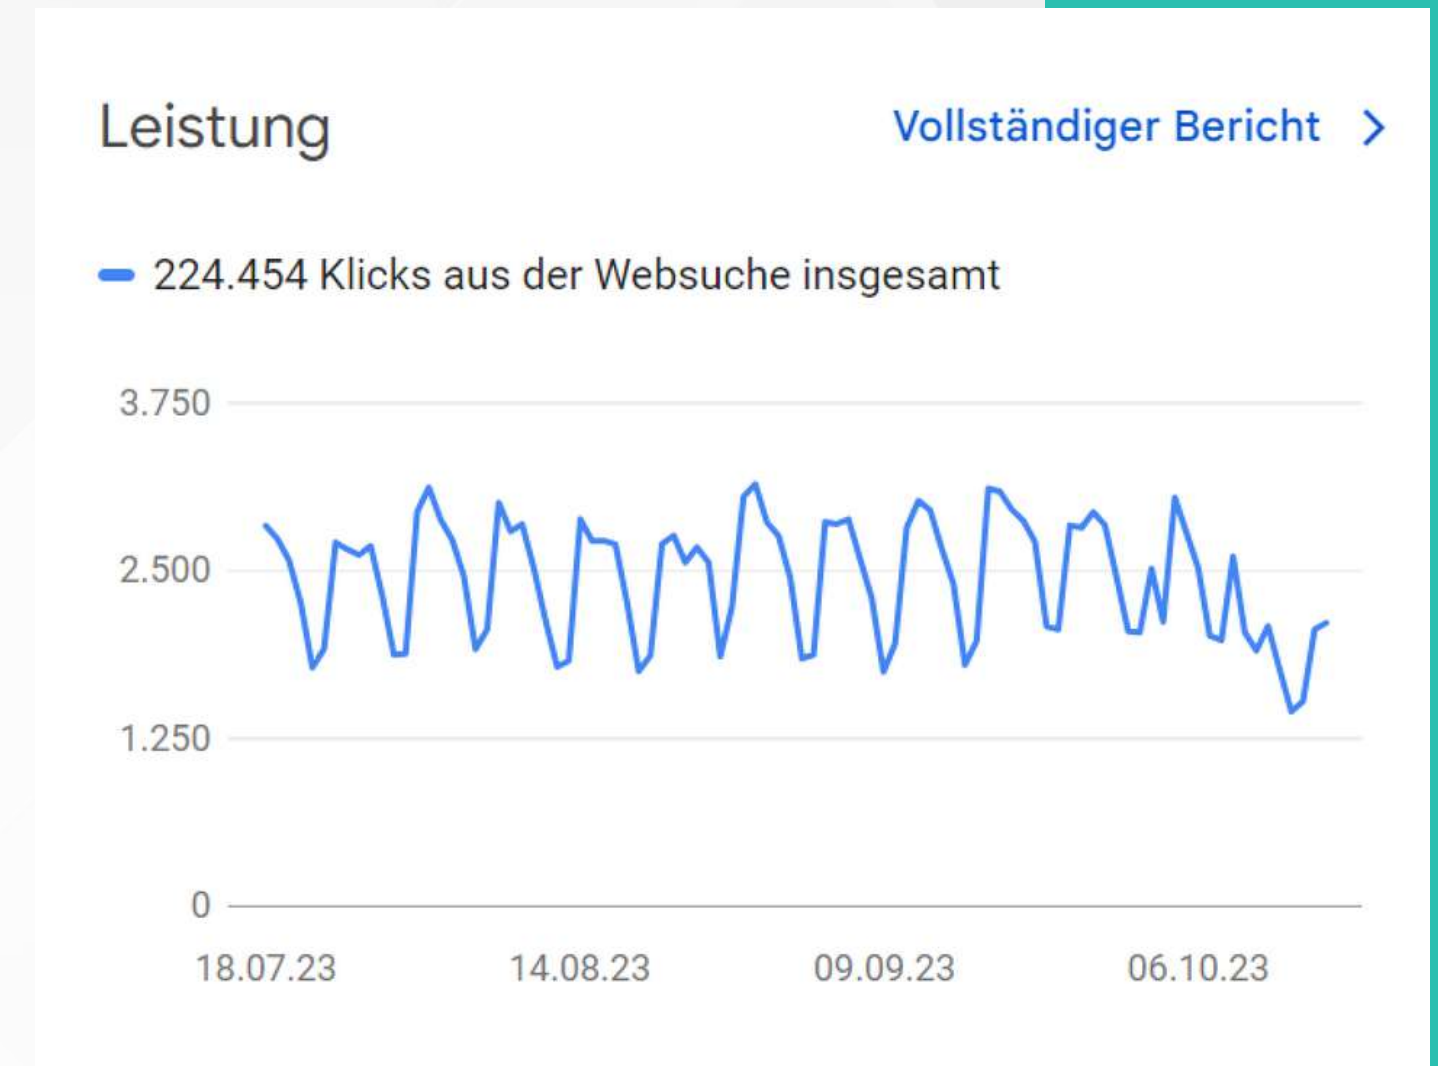 Leistung
Vollständiger Bericht
224.454 Klicks aus der Websuche insgesamt
3.750
2.500
1.250
0
18.07.23
14.08.23
09.09.23
06.10.23